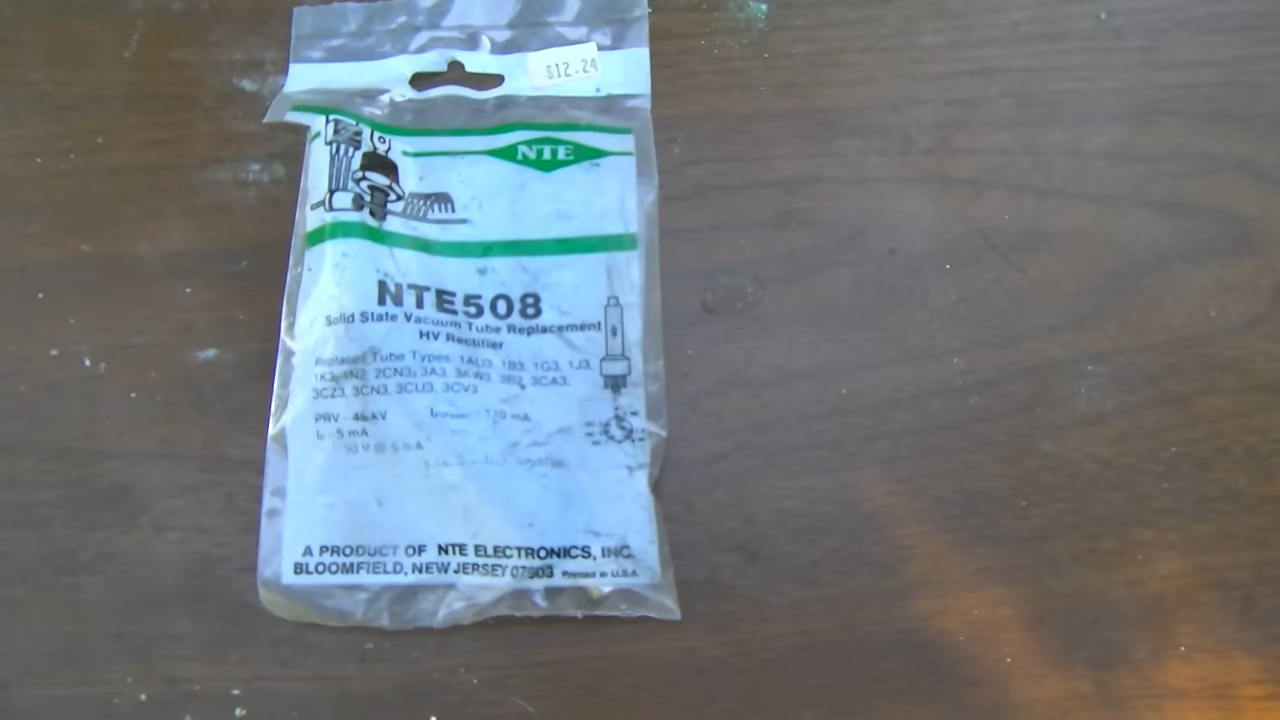 $12.24
NTE
NTE508
Solid State Vacuum Tube Replacement
HV Rectifier
Replaces Tube Types: 1AU3, 1B3, 1G3, 1J3,
1K3, 1N2, 2CN3, 3A3, 3AW3, 3B2, 3CA3,
3CZ3, 3CN3, 3CU3, 3CV3
PRV - 45 kV
5 mA
A PRODUCT OF NTE ELECTRONICS, INC.
BLOOMFIELD, NEW JERSEY 07003 Printed in U.S.A.